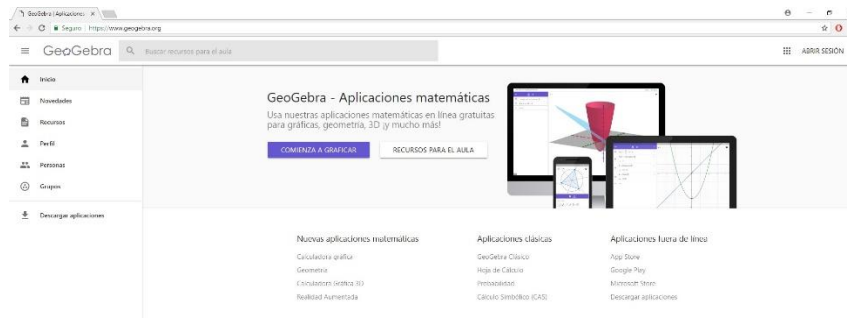 GeoGebra | Aplicaciones
Seguro
https://www.geogebra.org
GeoGebra
Buscar recursos para el aula
ABRIR SESIÓN
Inicio
Novedades
Recursos
Perfil
Personas
Grupos
Descargar aplicaciones
GeoGebra - Aplicaciones matemáticas
Usa nuestras aplicaciones matemáticas en línea gratuitas
para gráficas, geometría, 3D ¡y mucho más!
COMIENZA A GRAFICAR
RECURSOS PARA EL AULA
Nuevas aplicaciones matemáticas
Calculadora gráfica
Geometría
Calculadora Gráfica 3D
Realidad Aumentada
Aplicaciones clásicas
GeoGebra Clásico
Hoja de Cálculo
Probabilidad
Cálculo Simbólico (CAS)
Aplicaciones fuera de línea
App Store
Google Play
Microsoft Store
Descargar aplicaciones